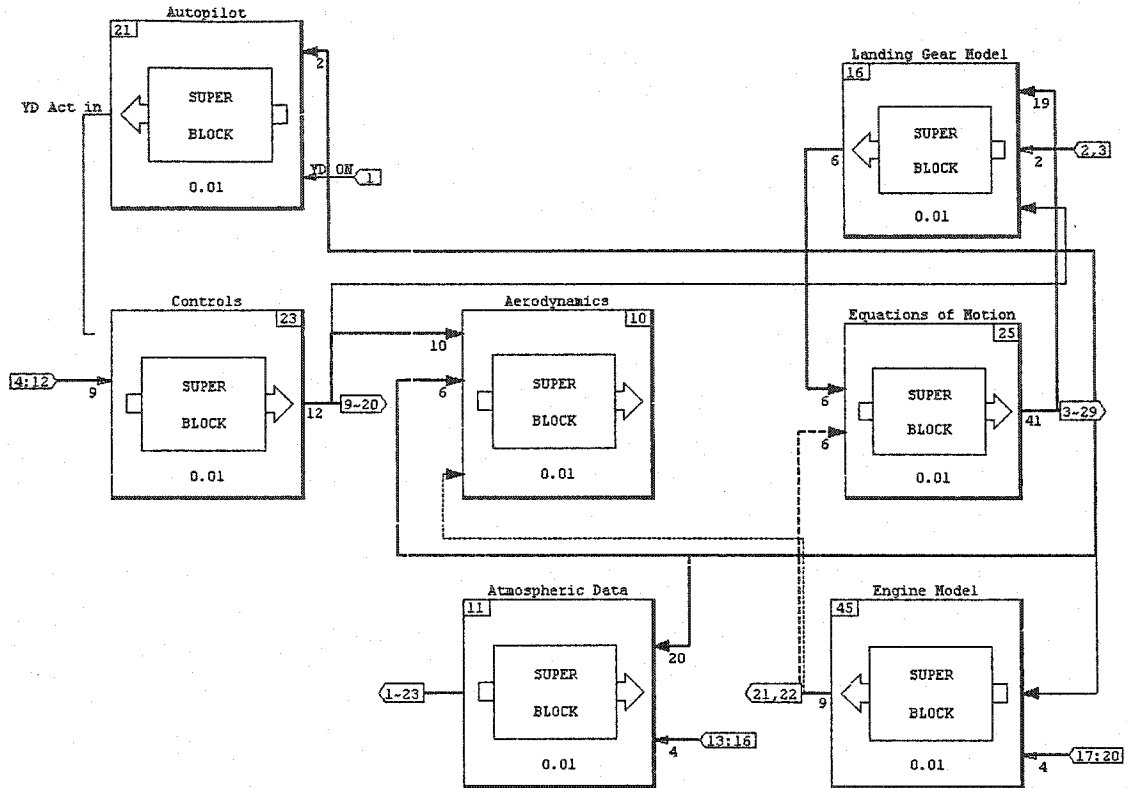 Autopilot
21
2
SUPER
BLOCK
YD Act in
YD ON
1
0.01
Landing Gear Model
16
19
SUPER
BLOCK
6
2
2,3
0.01
Controls
23
SUPER
BLOCK
4:12
9
12
9~20
0.01
Aerodynamics
10
10
6
SUPER
BLOCK
0.01
Equations of Motion
25
SUPER
BLOCK
6
6
41
3~29
0.01
Atmospheric Data
11
20
SUPER
BLOCK
1~23
4
13:16
0.01
Engine Model
45
SUPER
BLOCK
21,22
9
4
17:20
0.01